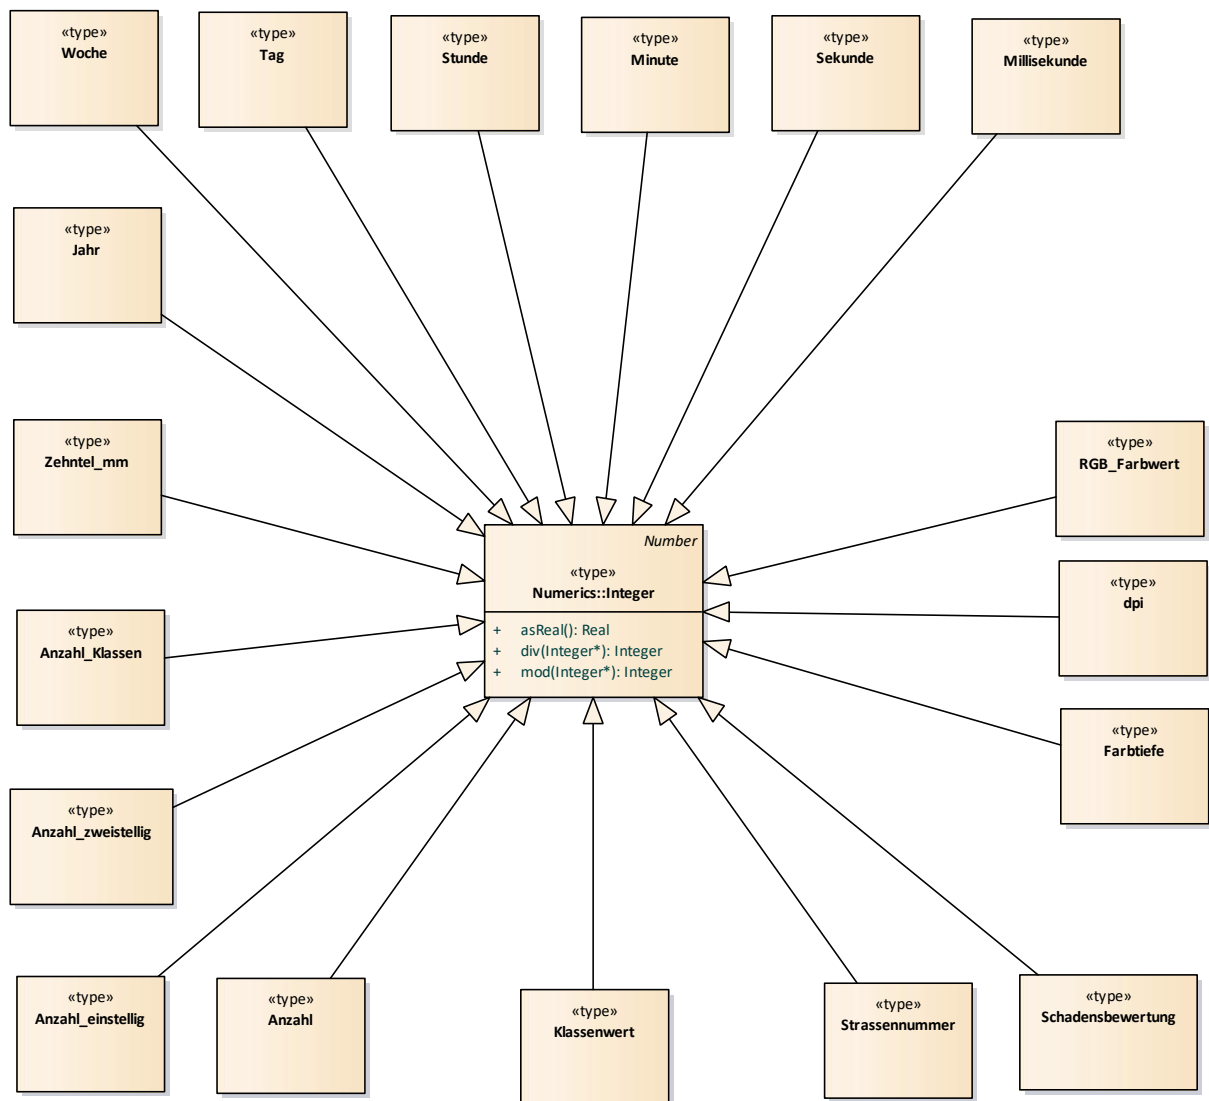 «type»
Woche
«type»
Tag
«type»
Stunde
«type»
Minute
«type»
Sekunde
«type»
Millisekunde
«type»
Jahr
«type»
Zehntel_mm
«type»
RGB_Farbwert
Number
«type»
Numerics::Integer
+ asReal(): Real
+ div(Integer*): Integer
+ mod(Integer*): Integer
«type»
dpi
«type»
Anzahl_Klassen
«type»
Farbtiefe
«type»
Anzahl_zweistellig
«type»
Anzahl_einstellig
«type»
Anzahl
«type»
Klassenwert
«type»
Strassennummer
«type»
Schadensbewertung